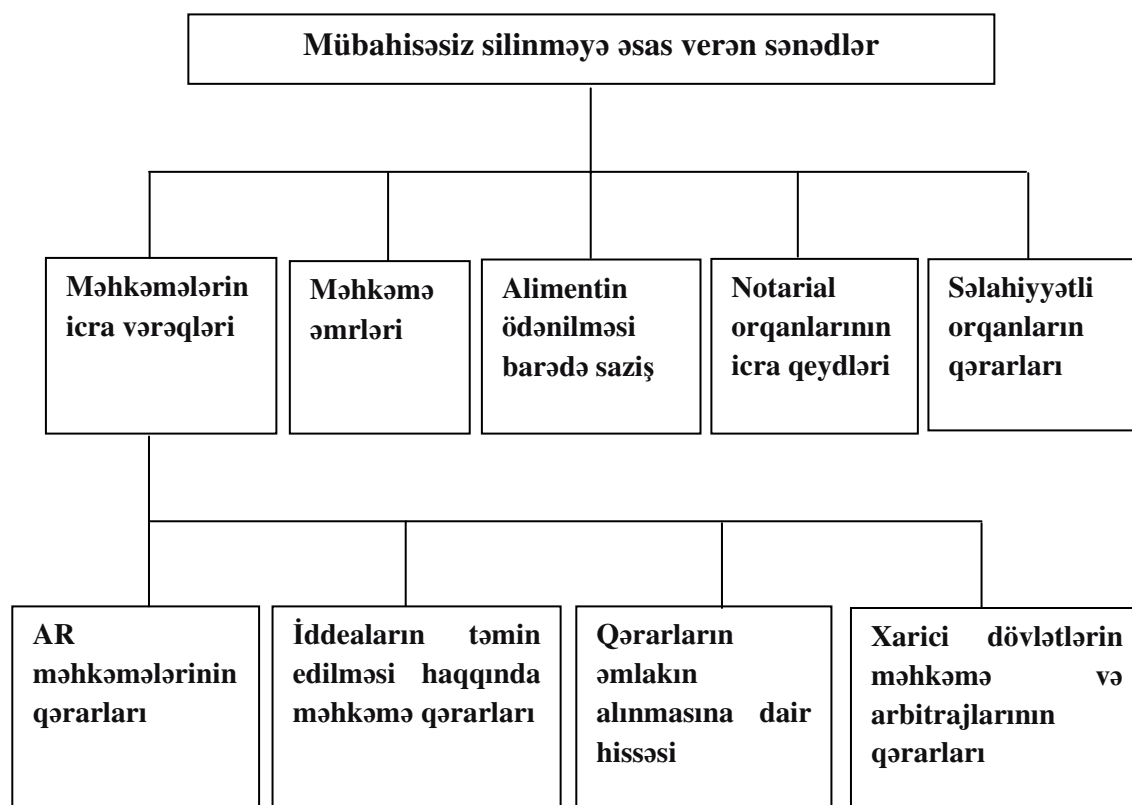 Mübahisəsiz silinməyə əsas verən sənədlər
Məhkəmələrin
icra vərəqləri
Məhkəmə
əmrləri
Alimentin
ödənilməsi
barədə saziş
Notarial
orqanlarının
icra qeydləri
Səlahiyyətli
orqanların
qərarları
AR
məhkəmələrinin
qərarları
İddeaların təmin
edilməsi haqqında
məhkəmə qərarları
Qərarların
əmlakın
alınmasına dair
hissəsi
Xarici dövlətlərin
məhkəmə və
arbitrajlarının
qərarları